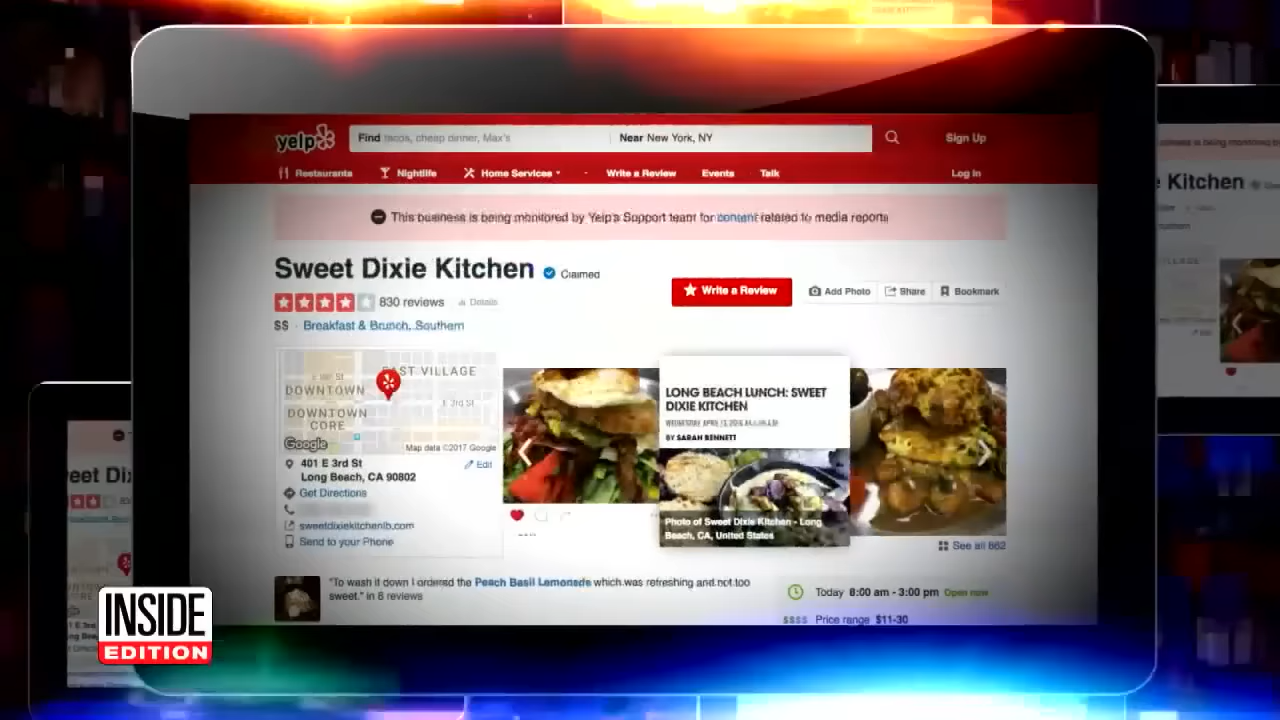 yelp
Find tacos, cheap dinner, Max's
Near New York, NY
Sign Up
Restaurants
Nightlife
Home Services
Write a Review
Events
Talk
Log In
This business is being monitored by Yelp's Support team for content related to media reports
Sweet Dixie Kitchen
Claimed
Write a Review
Add Photo
Share
Bookmark
830 reviews
Details
$$ · Breakfast & Brunch, Southern
EAST VILLAGE
DOWNTOWN
E 3rd St
DOWNTOWN
CORE
Google
Map data ©2017 Google
401 E 3rd St
Edit
Long Beach, CA 90802
Get Directions
sweetdixiekitchenlb.com
Send to your Phone
LONG BEACH LUNCH: SWEET
DIXIE KITCHEN
BY SARAH BENNETT
Photo of Sweet Dixie Kitchen - Long
Beach, CA, United States
See all 862
"To wash it down I ordered the Peach Basil Lemonade which was refreshing and not too
sweet." in 8 reviews
Today 8:00 am - 3:00 pm Open now
$$$$ Price range $11-30
Kitchen
eet Dix
INSIDE
EDITION